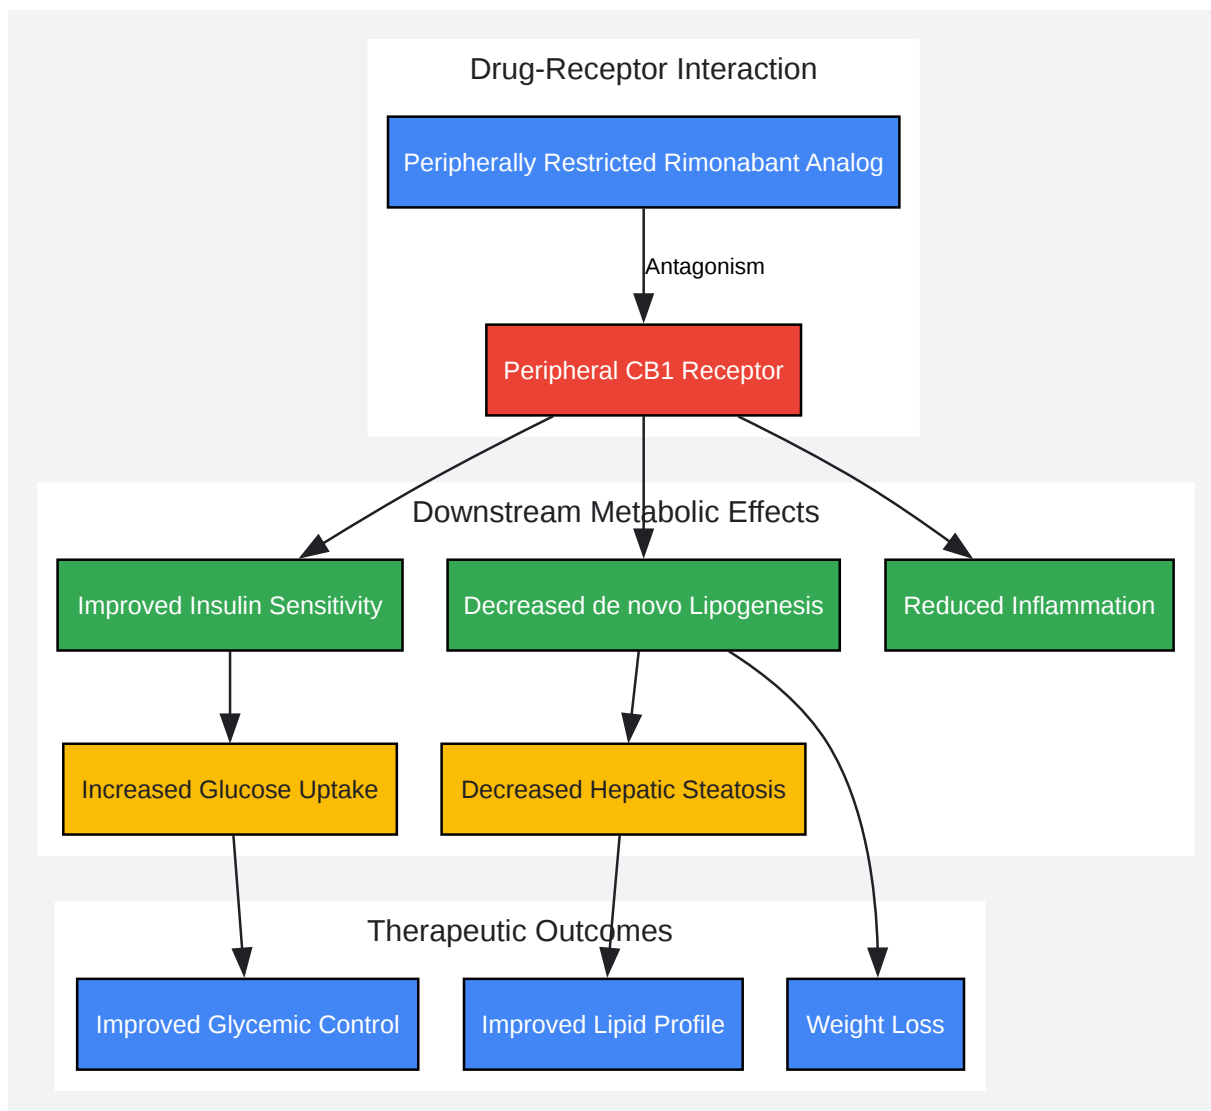 Drug-Receptor Interaction
Peripherally Restricted Rimonabant Analog
Antagonism
Peripheral CB1 Receptor
Downstream Metabolic Effects
Improved Insulin Sensitivity
Decreased de novo Lipogenesis
Reduced Inflammation
Increased Glucose Uptake
Decreased Hepatic Steatosis
Therapeutic Outcomes
Improved Glycemic Control
Improved Lipid Profile
Weight Loss